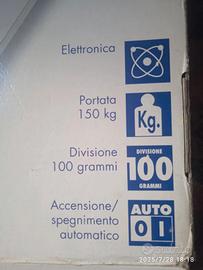 Elettronica
Portata
150 kg
Kg.
Divisione
100 grammi
DIVISIONE
100
GRAMMI
Accensione/
spegnimento
automatico
AUTO
0 I
2025/7/28 18:18